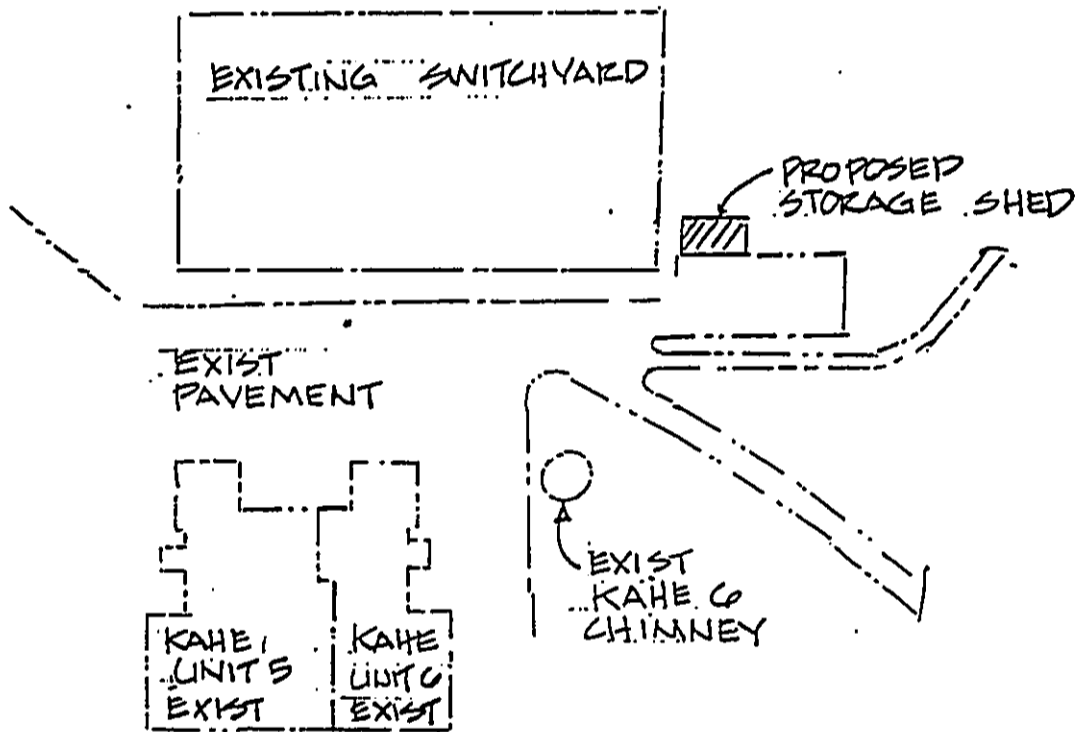 EXISTING SWITCHYARD
PROPOSED
STORAGE SHED
EXIST
PAVEMENT
EXIST
KAHE 6
CHIMNEY
KAHE
UNIT 5
EXIST
KAHE
UNIT 6
EXIST